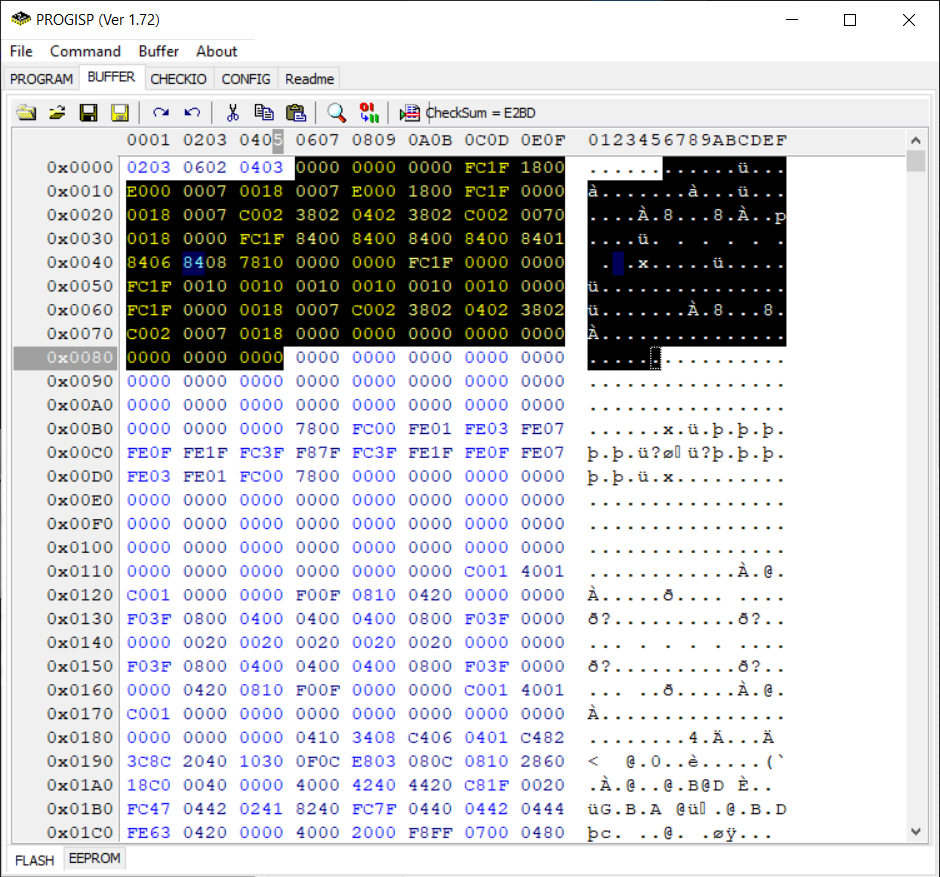 PROGISP (Ver 1.72)
File Command Buffer About
PROGRAM BUFFER CHECKIO CONFIG Readme
CheckSum = E2BD
0001 0203 0405 0607 0809 0A0B 0C0D 0E0F 0123456789ABCDEF
0x0000 0203 0602 0403 0000 0000 0000 FC1F 1800 .............ü...
0x0010 E000 0007 0018 0007 E000 1800 FC1F 0000 à.......à...ü...
0x0020 0018 0007 C002 3802 0402 3802 C002 0070 ....À.8...8.À..p
0x0030 0018 0000 FC1F 8400 8400 8400 8400 8401 ....ü. . . . . .
0x0040 8406 8408 7810 0000 0000 FC1F 0000 0000 . . .x.....ü.....
0x0050 FC1F 0010 0010 0010 0010 0010 0010 0000 ü...............
0x0060 FC1F 0000 0018 0007 C002 3802 0402 3802 ü.......À.8...8.
0x0070 C002 0007 0018 0000 0000 0000 0000 0000 À...............
0x0080 0000 0000 0000 0000 0000 0000 0000 0000 ................
0x0090 0000 0000 0000 0000 0000 0000 0000 0000 ................
0x00A0 0000 0000 0000 0000 0000 0000 0000 0000 ................
0x00B0 0000 0000 0000 7800 FC00 FE01 FE03 FE07 ......x.ü.þ.þ.þ.
0x00C0 FE0F FE1F FC3F F87F FC3F FE1F FE0F FE07 þ.þ.ü?ø▯ü?þ.þ.þ.
0x00D0 FE03 FE01 FC00 7800 0000 0000 0000 0000 þ.þ.ü.x.........
0x00E0 0000 0000 0000 0000 0000 0000 0000 0000 ................
0x00F0 0000 0000 0000 0000 0000 0000 0000 0000 ................
0x0100 0000 0000 0000 0000 0000 0000 0000 0000 ................
0x0110 0000 0000 0000 0000 0000 0000 C001 4001 ............À.@.
0x0120 C001 0000 0000 F00F 0810 0420 0000 0000 À.....ð.... ....
0x0130 F03F 0800 0400 0400 0400 0800 F03F 0000 ð?..........ð?..
0x0140 0000 0020 0020 0020 0020 0020 0000 0000 ... . . . . ....
0x0150 F03F 0800 0400 0400 0400 0800 F03F 0000 ð?..........ð?..
0x0160 0000 0420 0810 F00F 0000 0000 C001 4001 ... ..ð.....À.@.
0x0170 C001 0000 0000 0000 0000 0000 0000 0000 À...............
0x0180 0000 0000 0000 0410 3408 C406 0401 C482 ........4.Ä...Ä
0x0190 3C8C 2040 1030 0F0C E803 080C 0810 2860 < @.0..è.....(`
0x01A0 18C0 0040 0000 4000 4240 4420 C81F 0020 .À.@..@.B@D È..
0x01B0 FC47 0442 0241 8240 FC7F 0440 0442 0444 üG.B.A @ü▯.@.B.D
0x01C0 FE63 0420 0000 4000 2000 F8FF 0700 0480 þc. ..@. .øÿ...
FLASH EEPROM